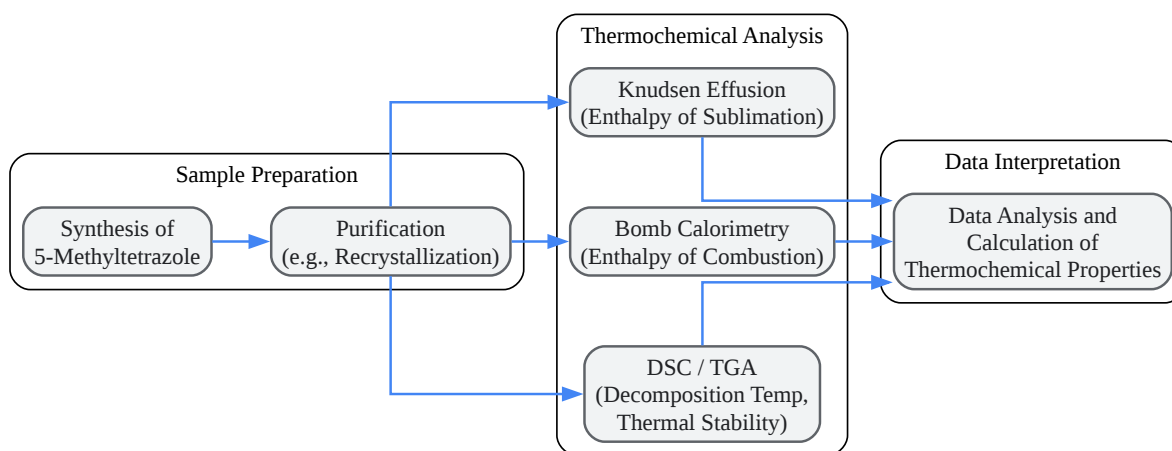 Sample Preparation
Synthesis of
5-Methyltetrazole
Purification
(e.g., Recrystallization)
Thermochemical Analysis
Knudsen Effusion
(Enthalpy of Sublimation)
Bomb Calorimetry
(Enthalpy of Combustion)
DSC / TGA
(Decomposition Temp,
Thermal Stability)
Data Interpretation
Data Analysis and
Calculation of
Thermochemical Properties